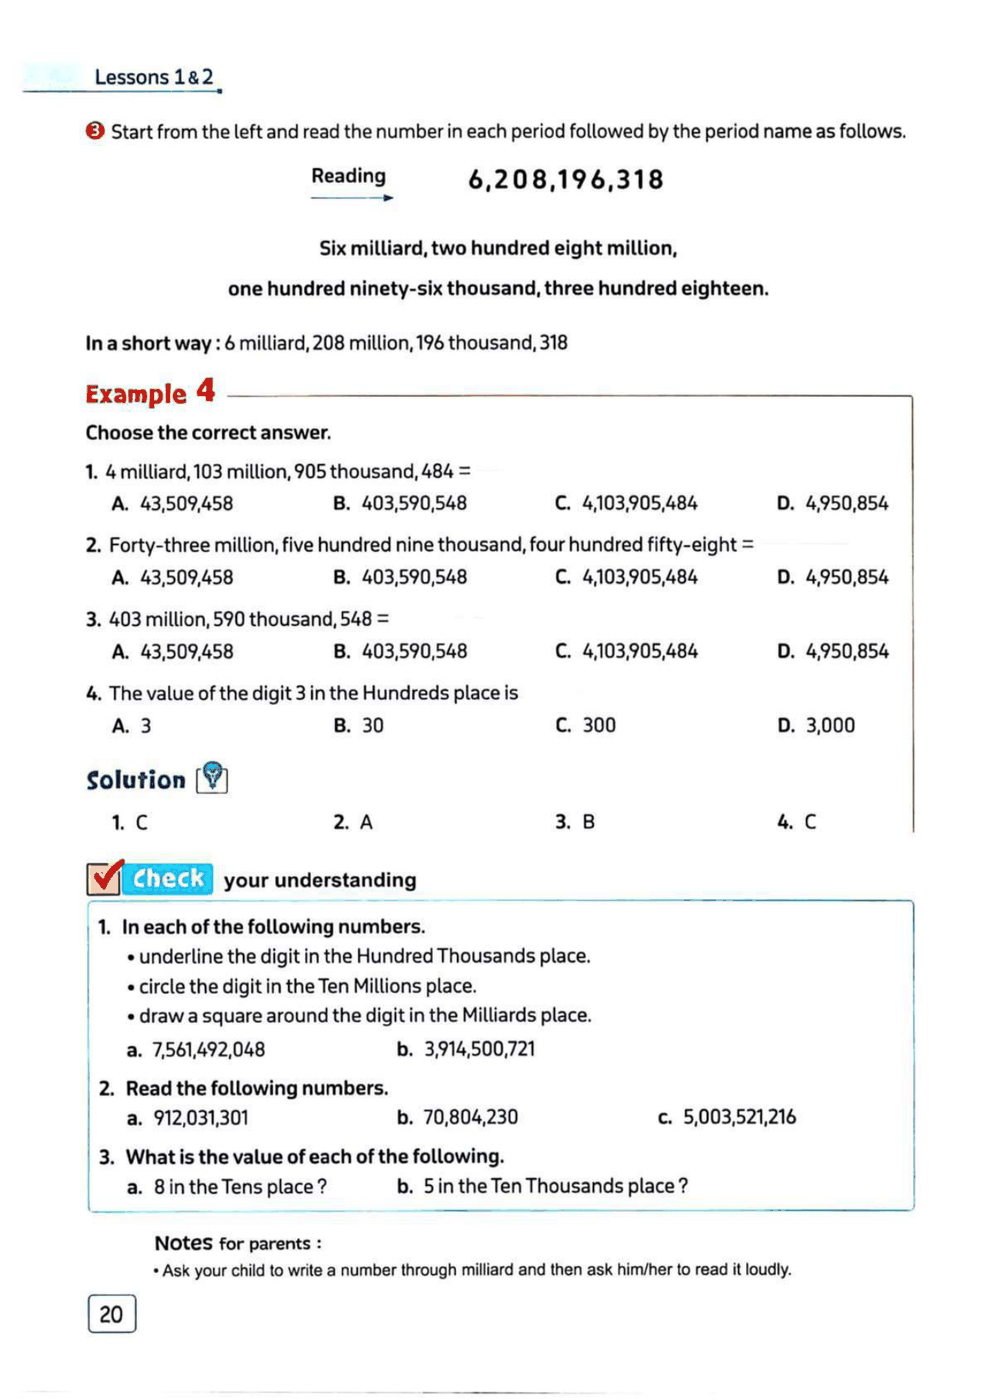 Lessons 1 & 2
3 Start from the left and read the number in each period followed by the period name as follows.
Reading 6,208,196,318
Six milliard, two hundred eight million,
one hundred ninety-six thousand, three hundred eighteen.
In a short way : 6 milliard, 208 million, 196 thousand, 318
Example 4
Choose the correct answer.
1. 4 milliard, 103 million, 905 thousand, 484 =
A. 43,509,458 B. 403,590,548 C. 4,103,905,484 D. 4,950,854
2. Forty-three million, five hundred nine thousand, four hundred fifty-eight =
A. 43,509,458 B. 403,590,548 C. 4,103,905,484 D. 4,950,854
3. 403 million, 590 thousand, 548 =
A. 43,509,458 B. 403,590,548 C. 4,103,905,484 D. 4,950,854
4. The value of the digit 3 in the Hundreds place is
A. 3 B. 30 C. 300 D. 3,000
Solution
1. C 2. A 3. B 4. C
Check your understanding
1. In each of the following numbers.
• underline the digit in the Hundred Thousands place.
• circle the digit in the Ten Millions place.
• draw a square around the digit in the Milliards place.
a. 7,561,492,048 b. 3,914,500,721
2. Read the following numbers.
a. 912,031,301 b. 70,804,230 c. 5,003,521,216
3. What is the value of each of the following.
a. 8 in the Tens place ? b. 5 in the Ten Thousands place ?
Notes for parents :
• Ask your child to write a number through milliard and then ask him/her to read it loudly.
20